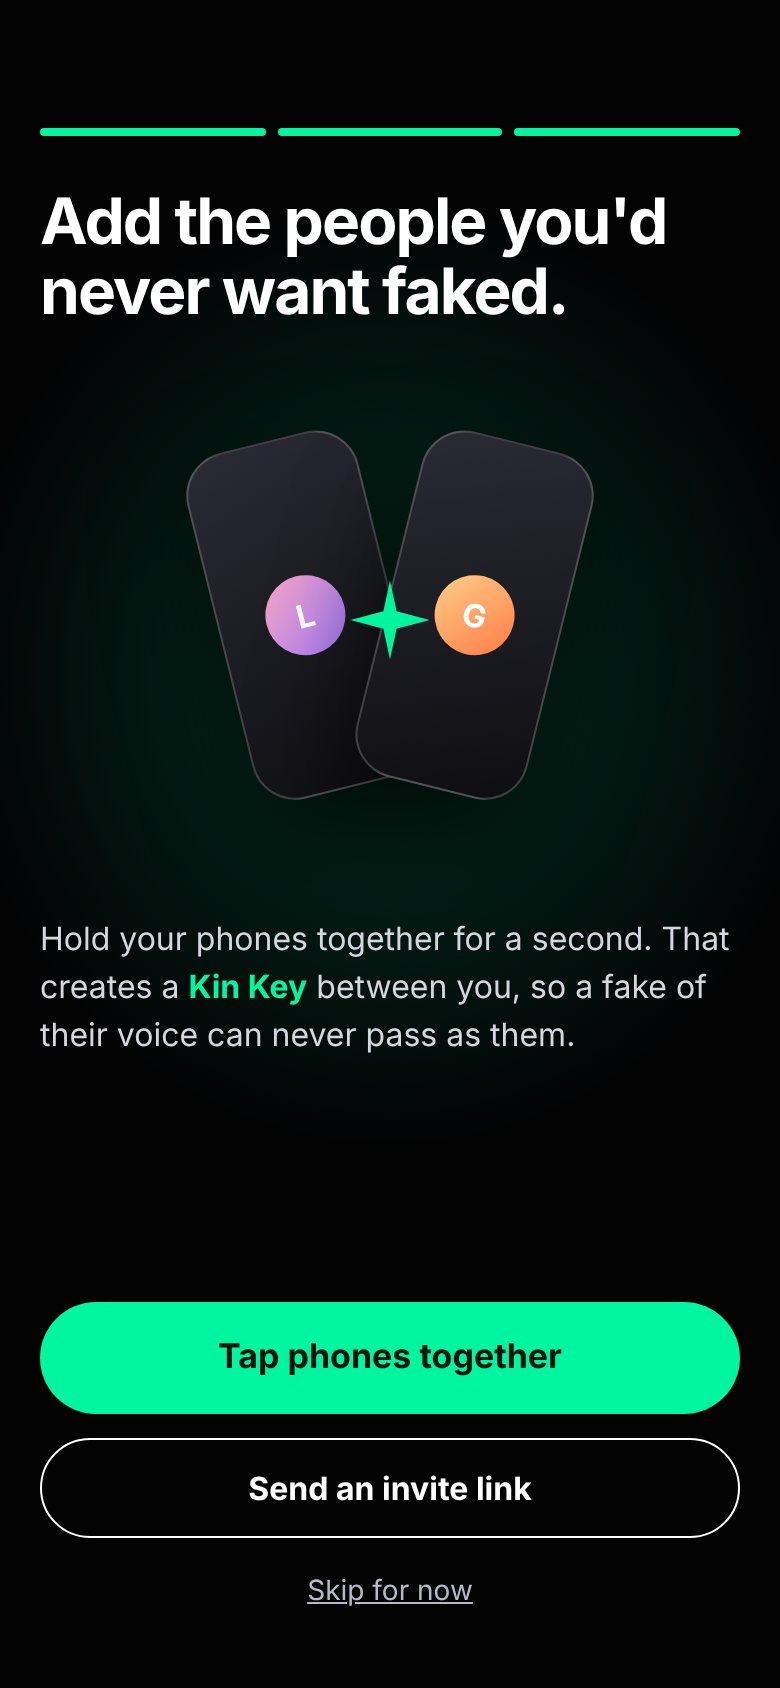 Add the people you'd
never want faked.
L
G
Hold your phones together for a second. That
creates a Kin Key between you, so a fake of
their voice can never pass as them.
Tap phones together
Send an invite link
Skip for now